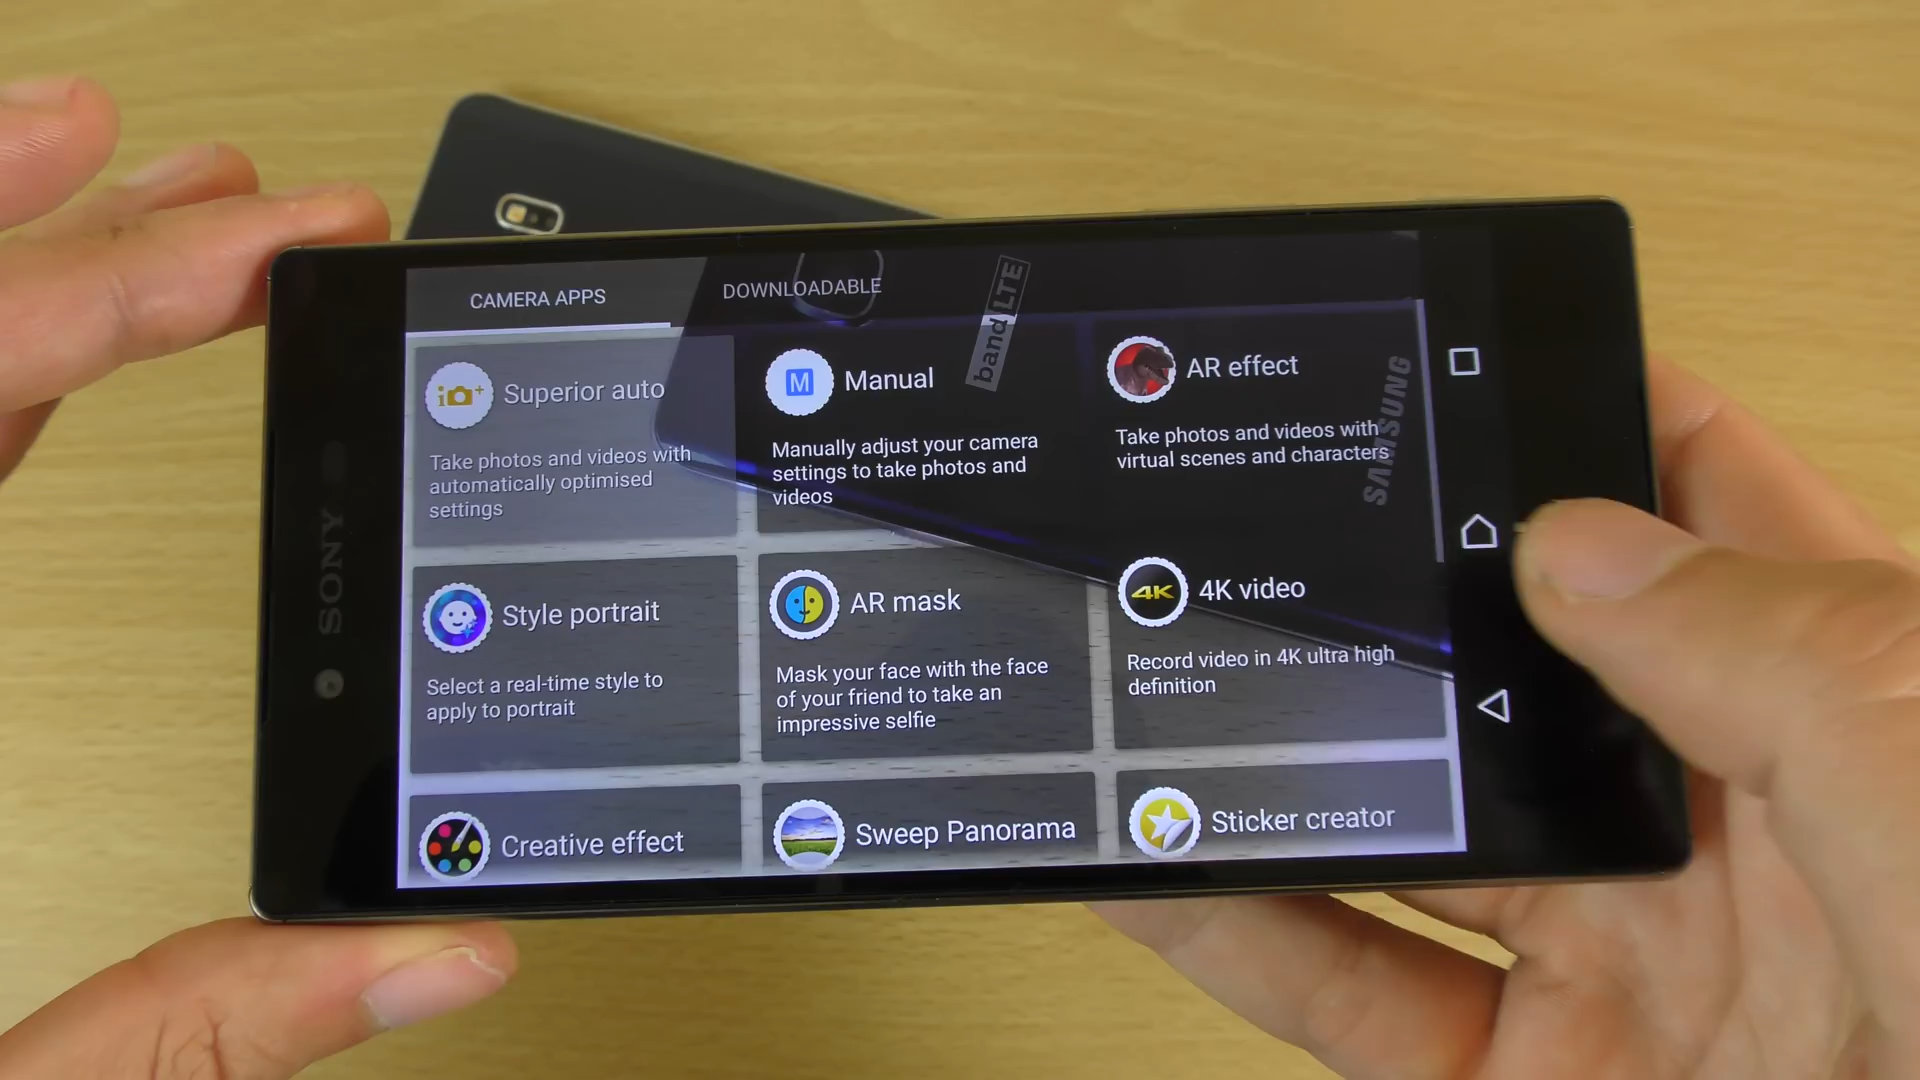 CAMERA APPS
DOWNLOADABLE
band LTE
SAMSUNG
SONY
i +
Superior auto
Take photos and videos with
automatically optimised
settings
M
Manual
Manually adjust your camera
settings to take photos and
videos
AR effect
Take photos and videos with
virtual scenes and characters
Style portrait
Select a real-time style to
apply to portrait
AR mask
Mask your face with the face
of your friend to take an
impressive selfie
4K
4K video
Record video in 4K ultra high
definition
Creative effect
Sweep Panorama
Sticker creator